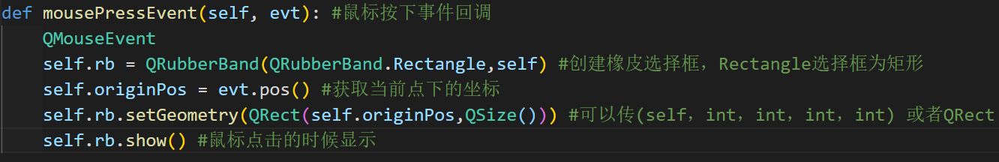 def mousePressEvent(self, evt): #鼠标按下事件回调
    QMouseEvent
    self.rb = QRubberBand(QRubberBand.Rectangle,self) #创建橡皮选择框，Rectangle选择框为矩形
    self.originPos = evt.pos() #获取当前点下的坐标
    self.rb.setGeometry(QRect(self.originPos,QSize())) #可以传(self，int，int，int，int) 或者QRect
    self.rb.show() #鼠标点击的时候显示